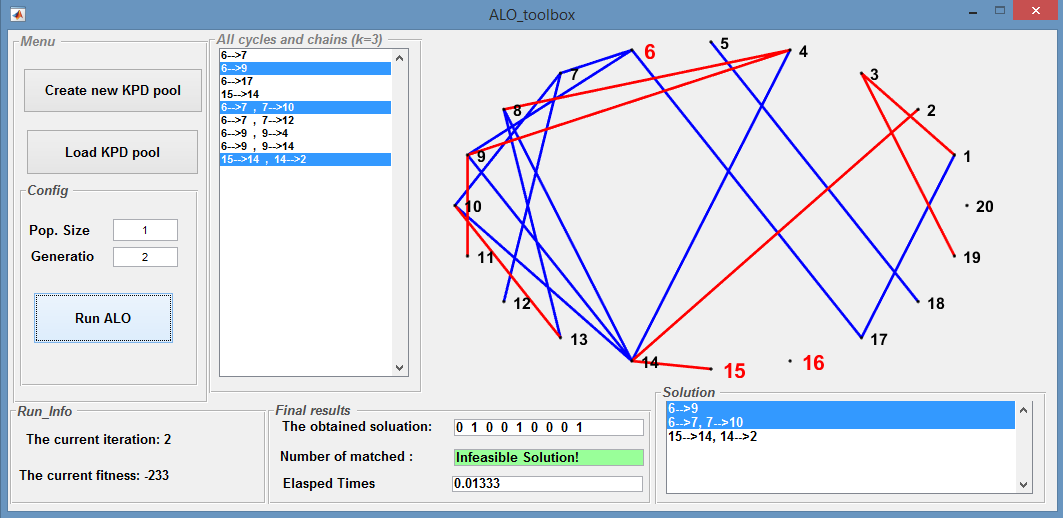 ALO_toolbox
Menu
Create new KPD pool
Load KPD pool
Config
Pop. Size 1
Generatio 2
Run ALO
All cycles and chains (k=3)
6-->7
6-->9
6-->17
15-->14
6-->7 , 7-->10
6-->7 , 7-->12
6-->9 , 9-->4
6-->9 , 9-->14
15-->14 , 14-->2
5
6
4
7
3
8
2
9
1
10
20
11
19
12
18
13
17
14
15
16
Run_Info
The current iteration: 2
The current fitness: -233
Final results
The obtained soluation: 0 1 0 0 1 0 0 0 1
Number of matched : Infeasible Solution!
Elasped Times 0.01333
Solution
6-->9
6-->7, 7-->10
15-->14, 14-->2